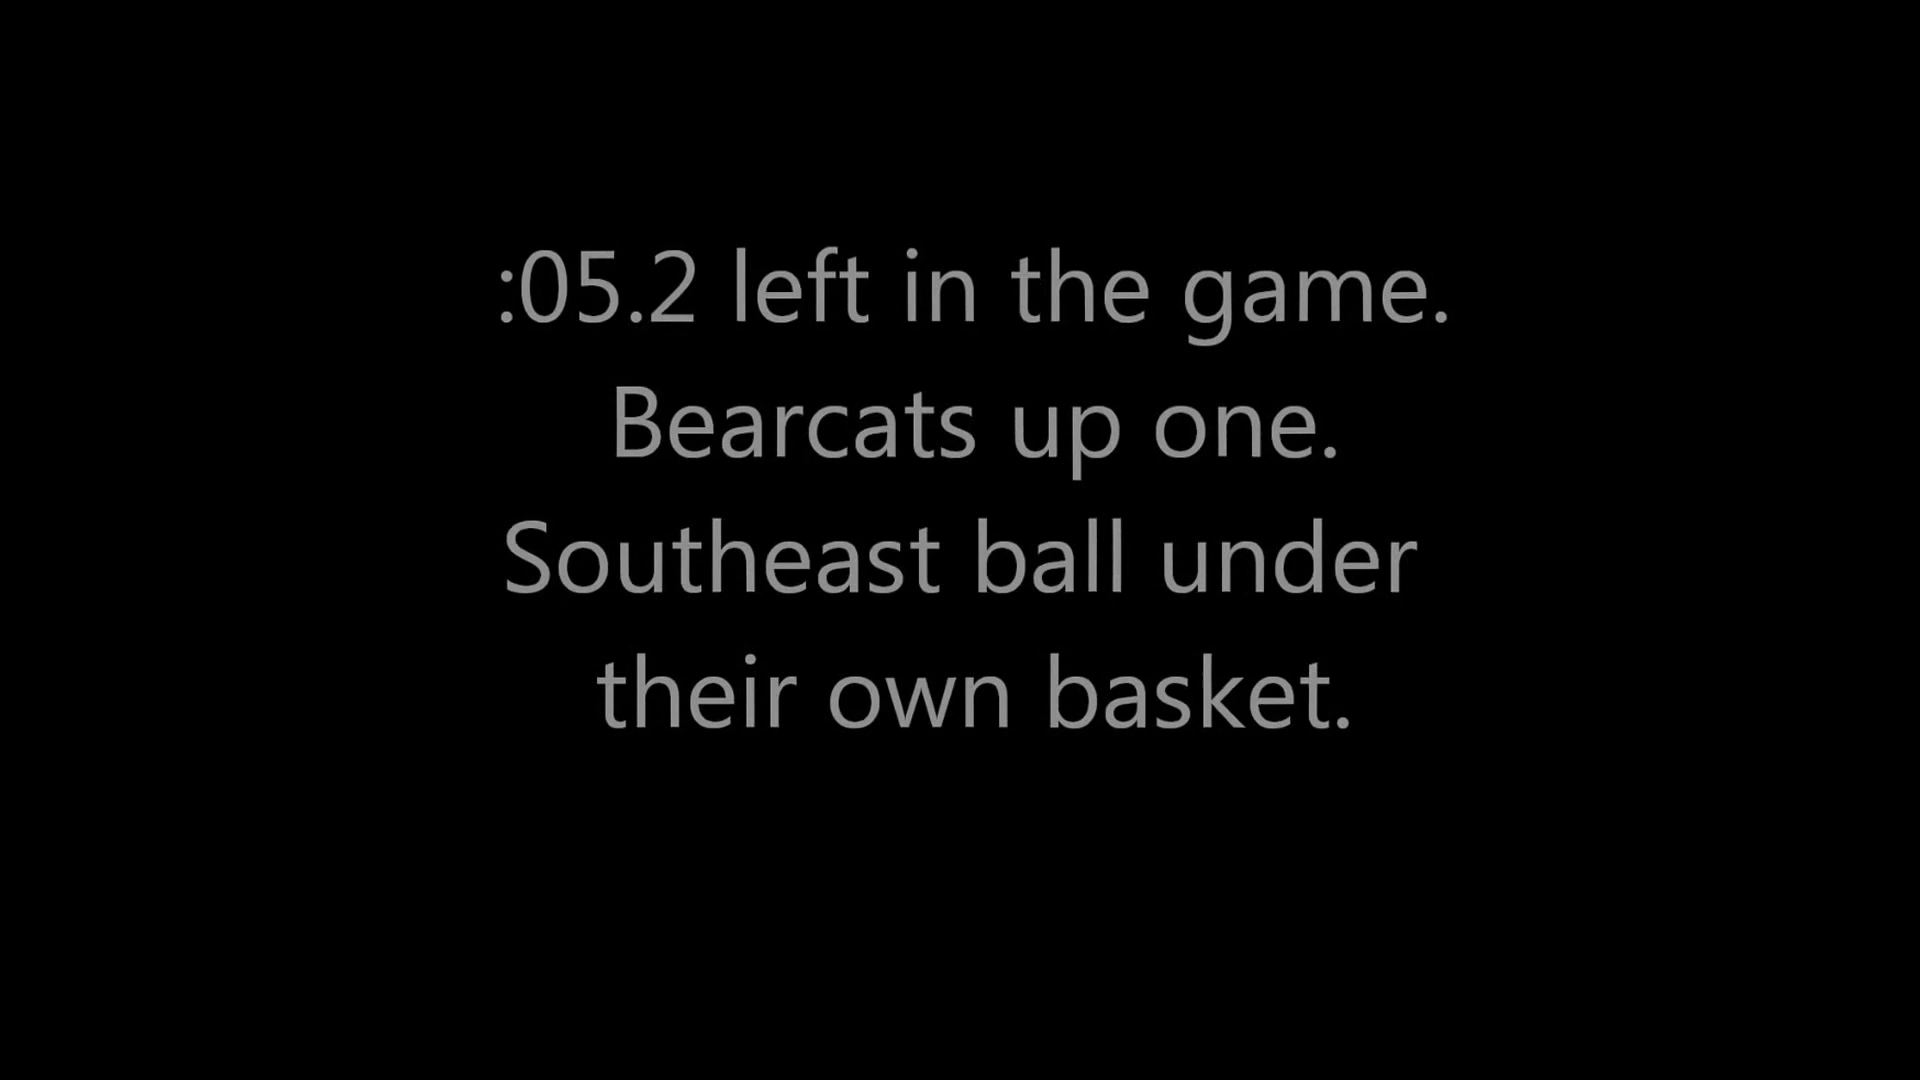 :05.2 left in the game.
Bearcats up one.
Southeast ball under
their own basket.